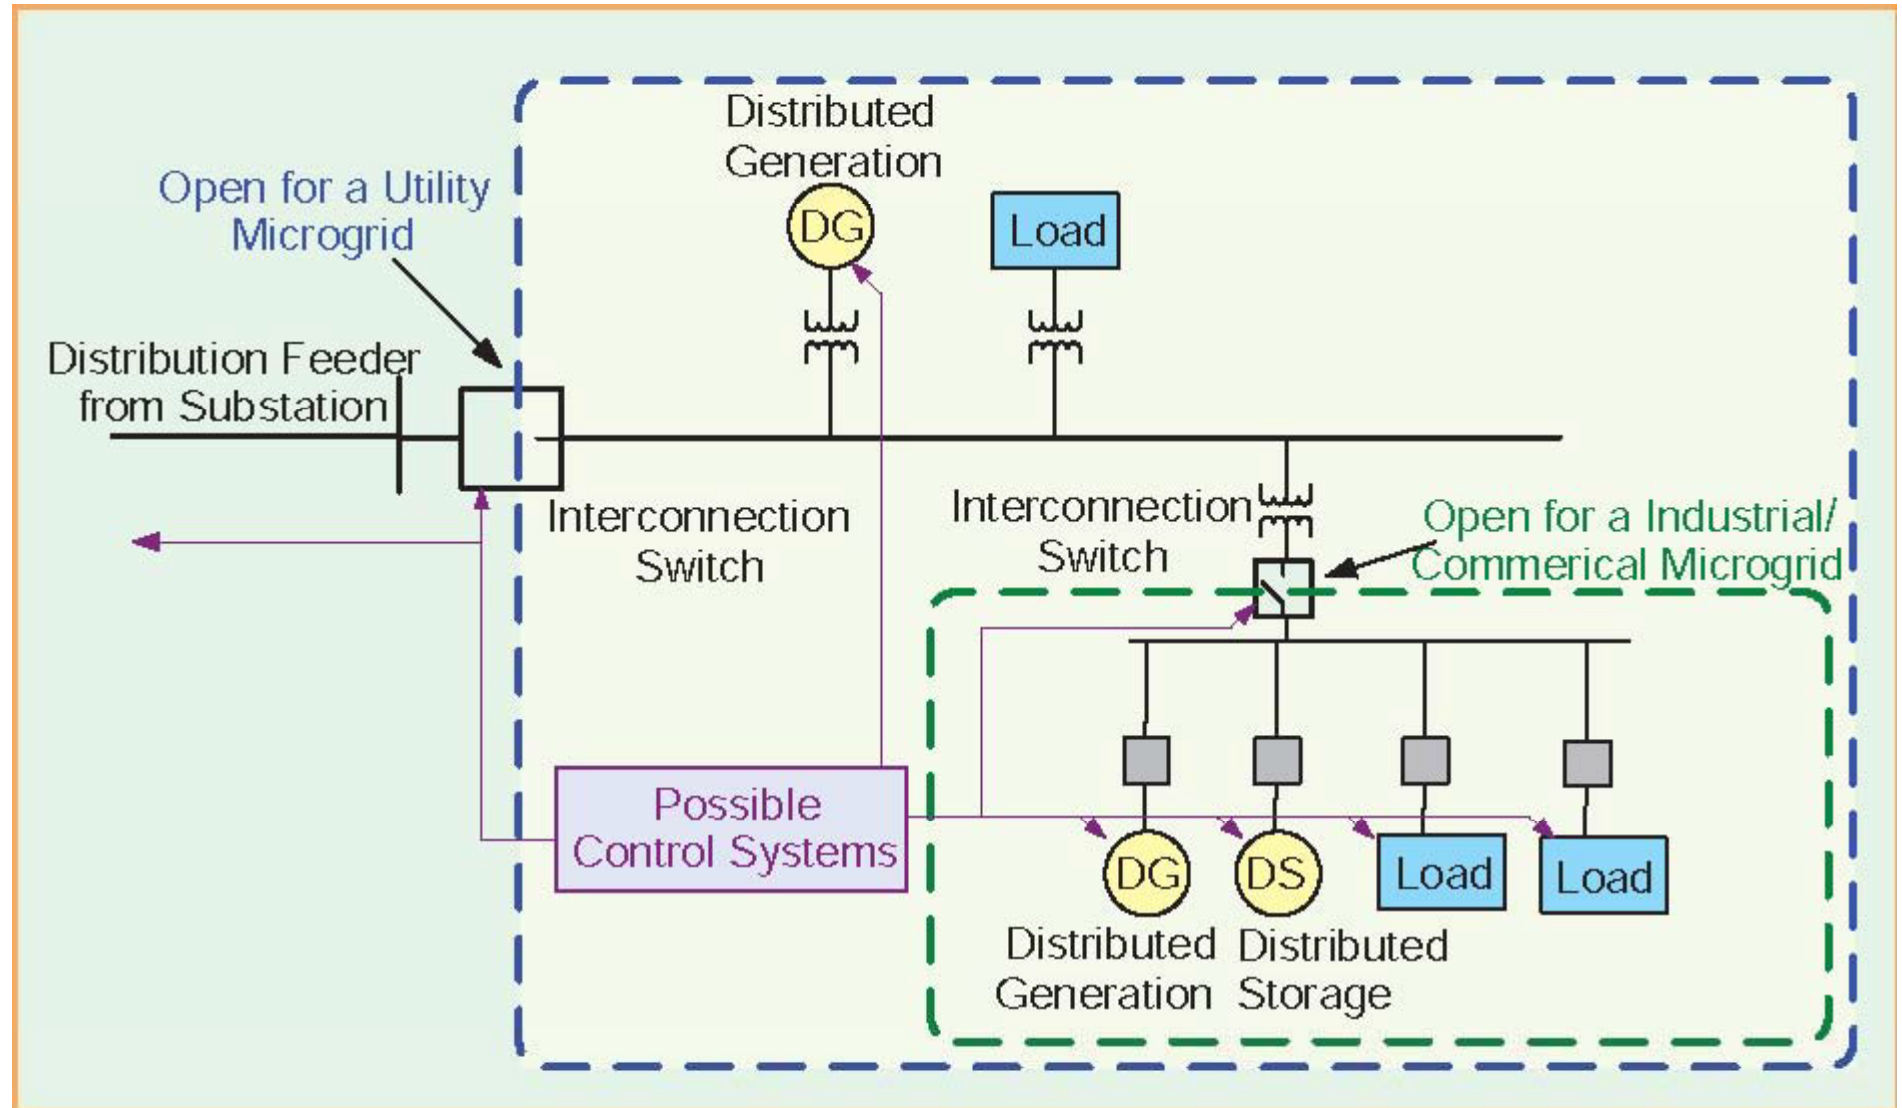 Distributed
Generation
DG
Load
Open for a Utility
Microgrid
Distribution Feeder
from Substation
Interconnection
Switch
Interconnection
Switch
Open for a Industrial/
Commerical Microgrid
Possible
Control Systems
DG
DS
Load
Load
Distributed
Generation
Distributed
Storage